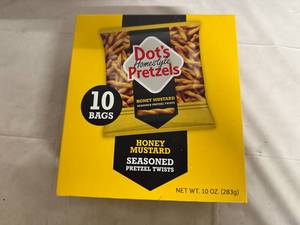 Dot's
Homestyle
Pretzels
HONEY MUSTARD
SEASONED PRETZEL TWISTS
10
BAGS
HONEY
MUSTARD
SEASONED
PRETZEL TWISTS
NET WT. 10 OZ. (283g)